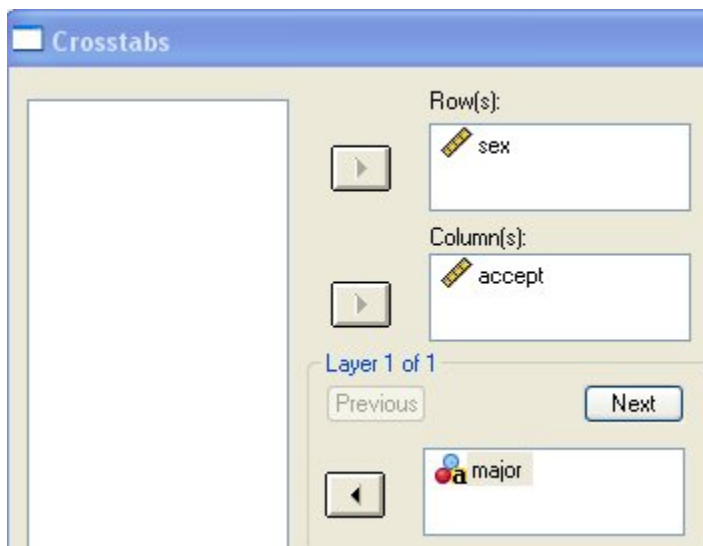 Crosstabs
Row(s):
sex
Column(s):
accept
Layer 1 of 1
Previous
Next
a major